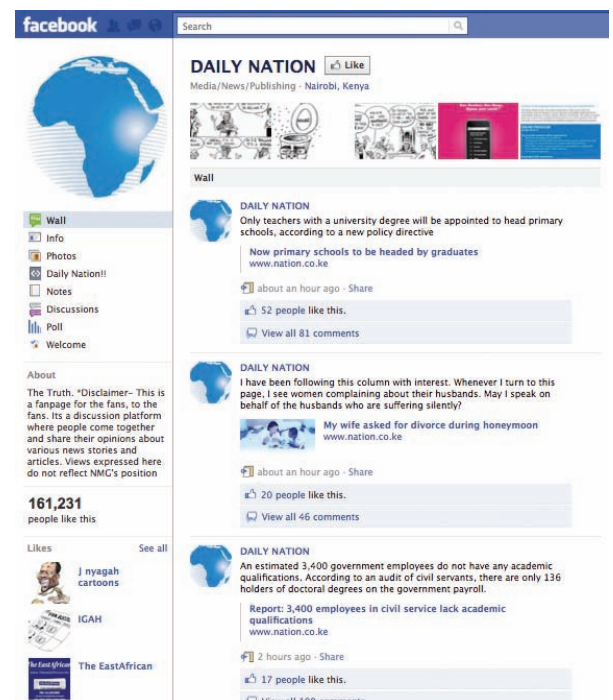 facebook
Search
DAILY NATION
Like
Media/News/Publishing · Nairobi, Kenya
Wall
Wall
Info
Photos
Daily Nation!!
Notes
Discussions
Poll
Welcome
About
The Truth. *Disclaimer- This is
a fanpage for the fans, to the
fans. Its a discussion platform
where people come together
and share their opinions about
various news stories and
articles. Views expressed here
do not reflect NMG's position
161,231
people like this
Likes
See all
J nyagah
cartoons
IGAH
The EastAfrican
The EastAfrican
DAILY NATION
Only teachers with a university degree will be appointed to head primary
schools, according to a new policy directive
Now primary schools to be headed by graduates
www.nation.co.ke
about an hour ago · Share
52 people like this.
View all 81 comments
DAILY NATION
I have been following this column with interest. Whenever I turn to this
page, I see women complaining about their husbands. May I speak on
behalf of the husbands who are suffering silently?
My wife asked for divorce during honeymoon
www.nation.co.ke
about an hour ago · Share
20 people like this.
View all 46 comments
DAILY NATION
An estimated 3,400 government employees do not have any academic
qualifications. According to an audit of civil servants, there are only 136
holders of doctoral degrees on the government payroll.
Report: 3,400 employees in civil service lack academic
qualifications
www.nation.co.ke
2 hours ago · Share
17 people like this.